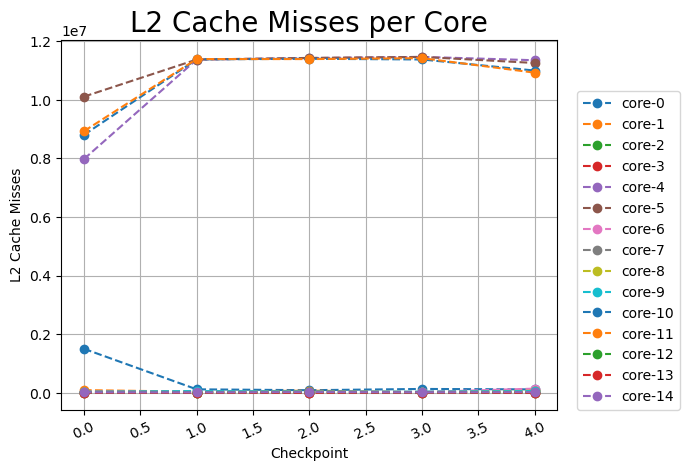 L2 Cache Misses per Core
1e7
1.2
1.0
0.8
0.6
0.4
0.2
0.0
L2 Cache Misses
0.0 0.5 1.0 1.5 2.0 2.5 3.0 3.5 4.0
Checkpoint
core-0
core-1
core-2
core-3
core-4
core-5
core-6
core-7
core-8
core-9
core-10
core-11
core-12
core-13
core-14